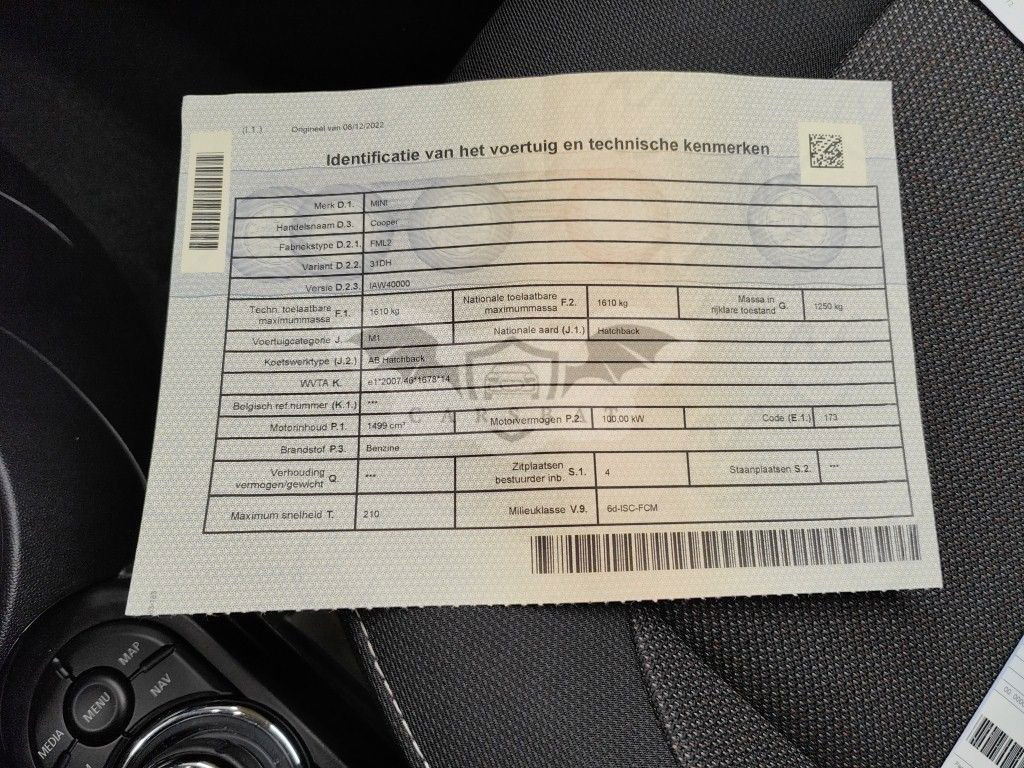 (I.1.) Origineel van 08/12/2022
Identificatie van het voertuig en technische kenmerken
Merk D.1. MINI
Handelsnaam D.3. Cooper
Fabriekstype D.2.1. FML2
Variant D.2.2. 31DH
Versie D.2.3. IAW40000
Techn. toelaatbare maximummassa F.1. 1610 kg Nationale toelaatbare maximummassa F.2. 1610 kg Massa in rijklare toestand G. 1250 kg
Voertuigcategorie J. M1 Nationale aard (J.1.) Hatchback
Koetswerktype (J.2.) AB Hatchback
WVTA K. e1*2007/46*1678*14
Belgisch ref.nummer (K.1.) ---
CARSBAT
Motorinhoud P.1. 1499 cm³ Motorvermogen P.2. 100.00 kW Code (E.1.) 173
Brandstof P.3. Benzine
Verhouding vermogen/gewicht Q. --- Zitplaatsen bestuurder inb. S.1. 4 Staanplaatsen S.2. ---
Maximum snelheid T. 210 Milieuklasse V.9. 6d-ISC-FCM
MAP
NAV
MENU
MEDIA